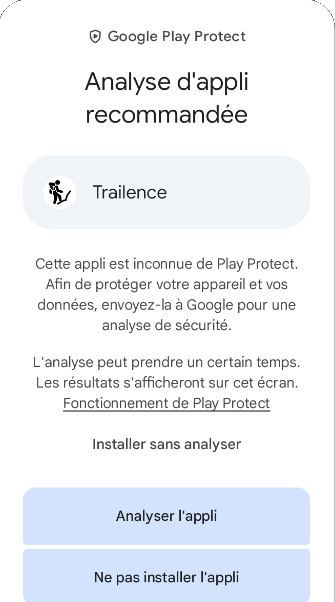 Google Play Protect
Analyse d'appli
recommandée
Trailence
Cette appli est inconnue de Play Protect.
Afin de protéger votre appareil et vos
données, envoyez-la à Google pour une
analyse de sécurité.
L'analyse peut prendre un certain temps.
Les résultats s'afficheront sur cet écran.
Fonctionnement de Play Protect
Installer sans analyser
Analyser l'appli
Ne pas installer l'appli